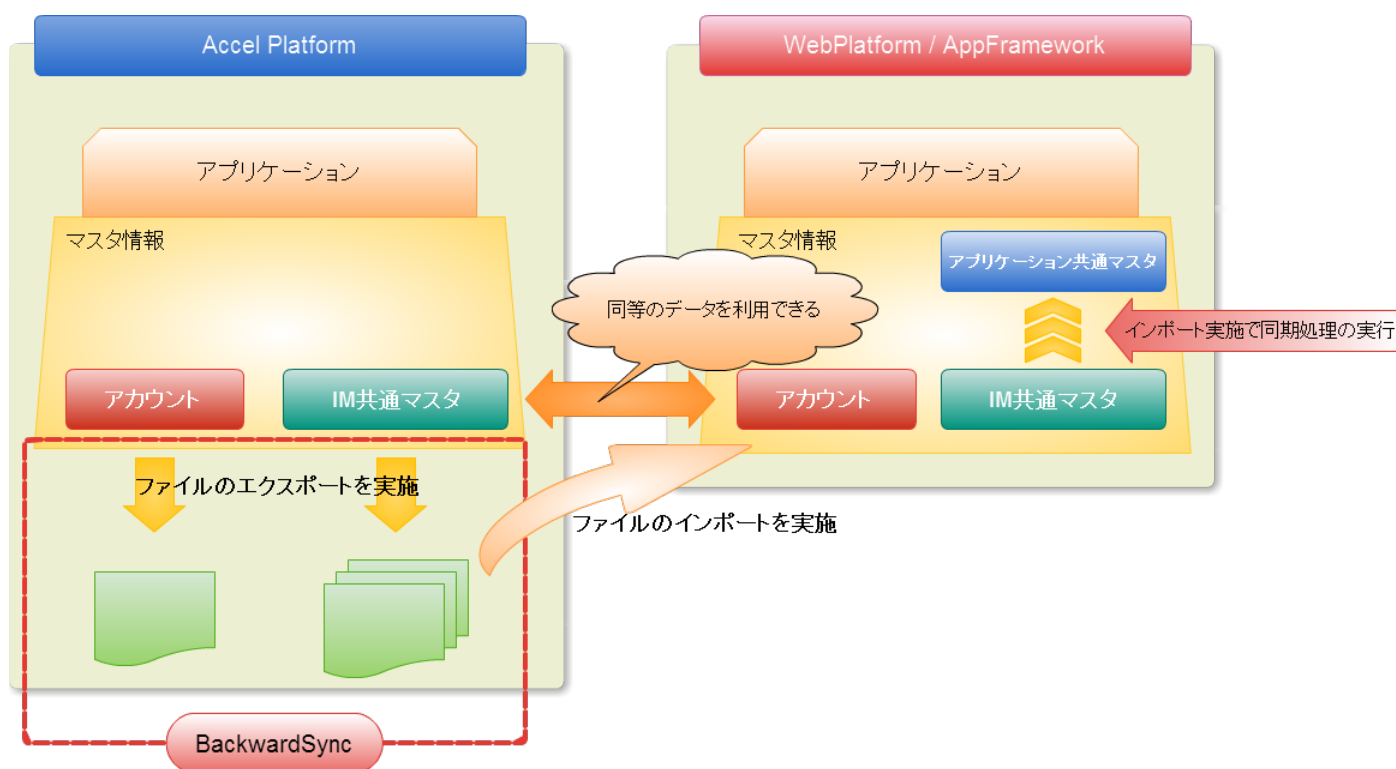 Accel Platform
WebPlatform / AppFramework
アプリケーション
アプリケーション
マスタ情報
マスタ情報
アプリケーション共通マスタ
同等のデータを利用できる
インポート実施で同期処理の実行
アカウント
IM共通マスタ
アカウント
IM共通マスタ
ファイルのエクスポートを実施
ファイルのインポートを実施
BackwardSync